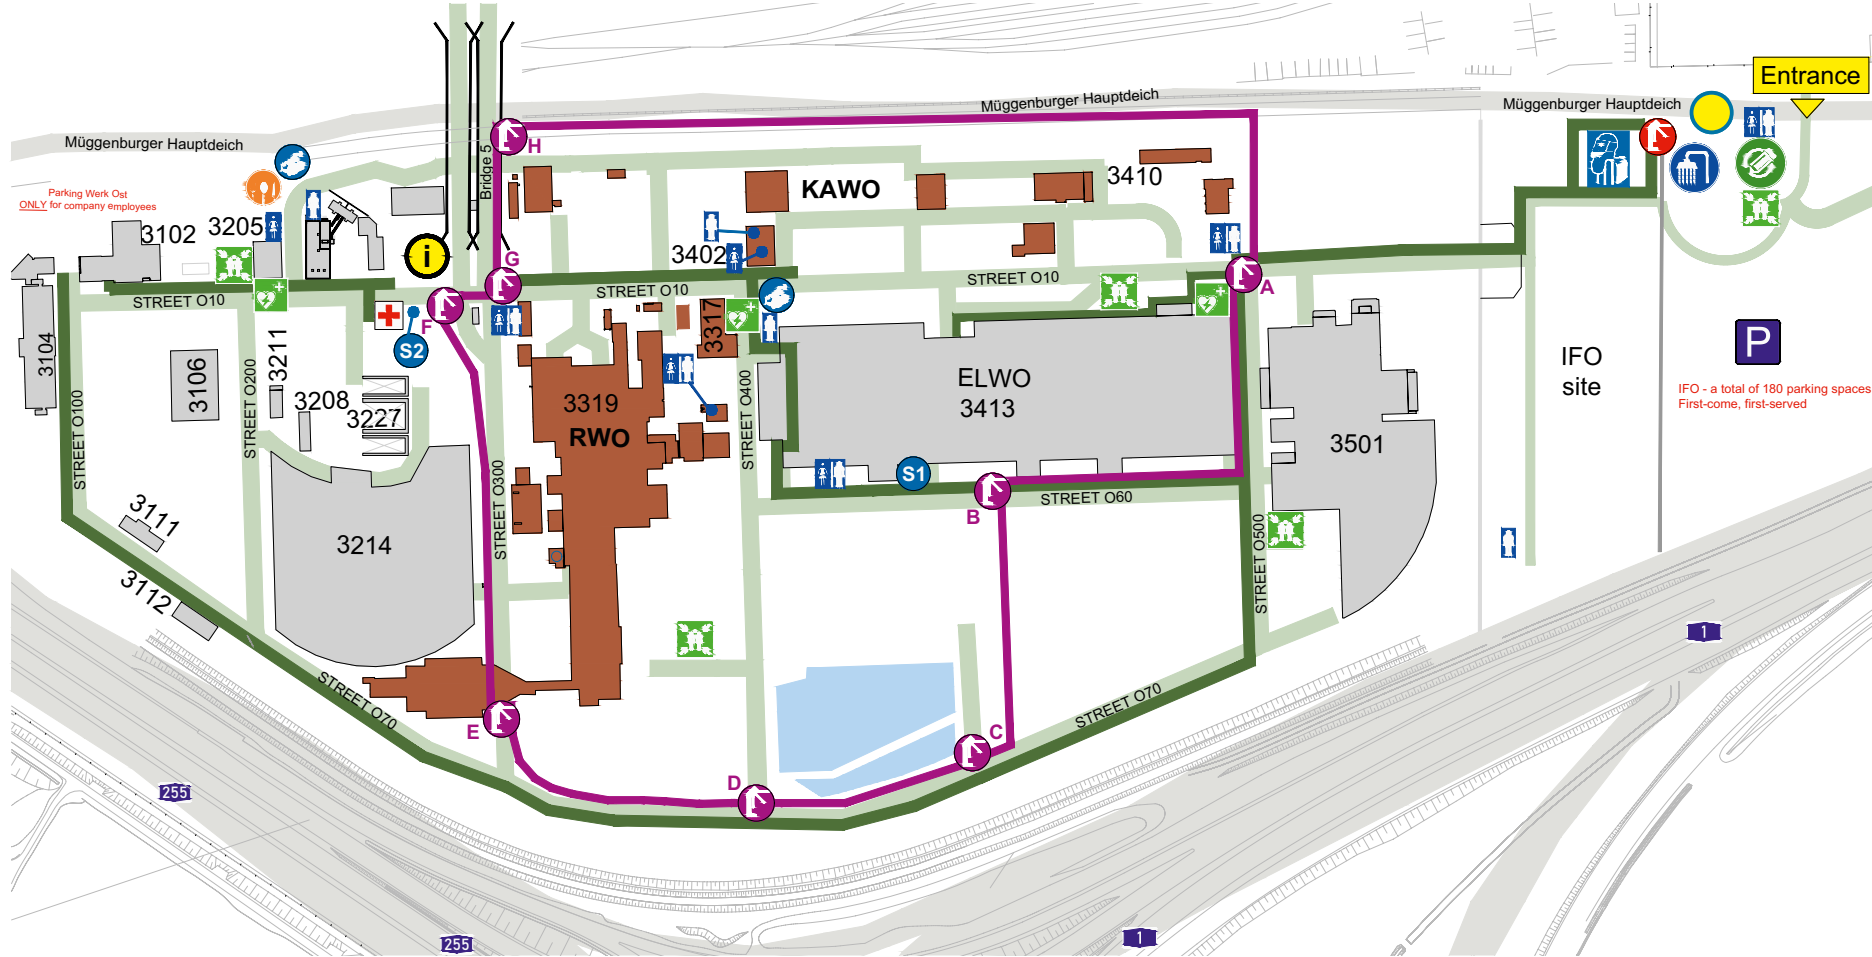 Entrance
Müggenburger Hauptdeich
Müggenburger Hauptdeich
Müggenburger Hauptdeich
H
Bridge 5
Parking Werk Ost
ONLY for company employees
3102
3205
KAWO
3410
3402
i
G
A
STREET O10
STREET O10
STREET O10
F
S2
3317
3104
3106
STREET O200
3211
3208
3227
STREET O100
3319
RWO
STREET O400
ELWO
3413
S1
B
STREET O60
3501
IFO
site
P
IFO - a total of 180 parking spaces
First-come, first-served
3111
3112
3214
STREET O300
STREET O500
STREET O70
STREET O70
E
D
C
1
255
255
1